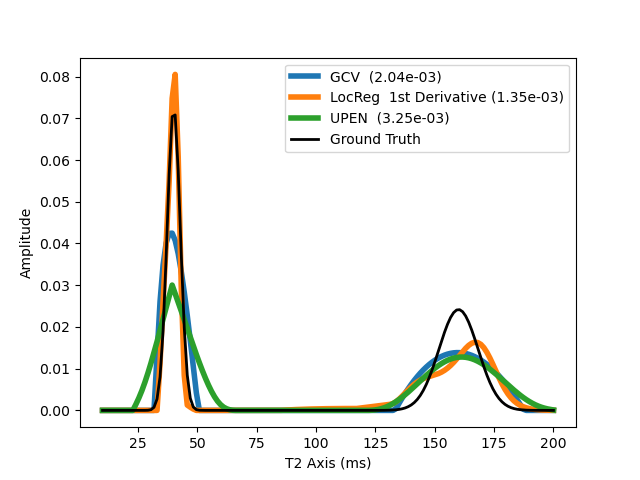 GCV (2.04e-03)
LocReg 1st Derivative (1.35e-03)
UPEN (3.25e-03)
Ground Truth
0.08
0.07
0.06
0.05
0.04
0.03
0.02
0.01
0.00
Amplitude
25 50 75 100 125 150 175 200
T2 Axis (ms)